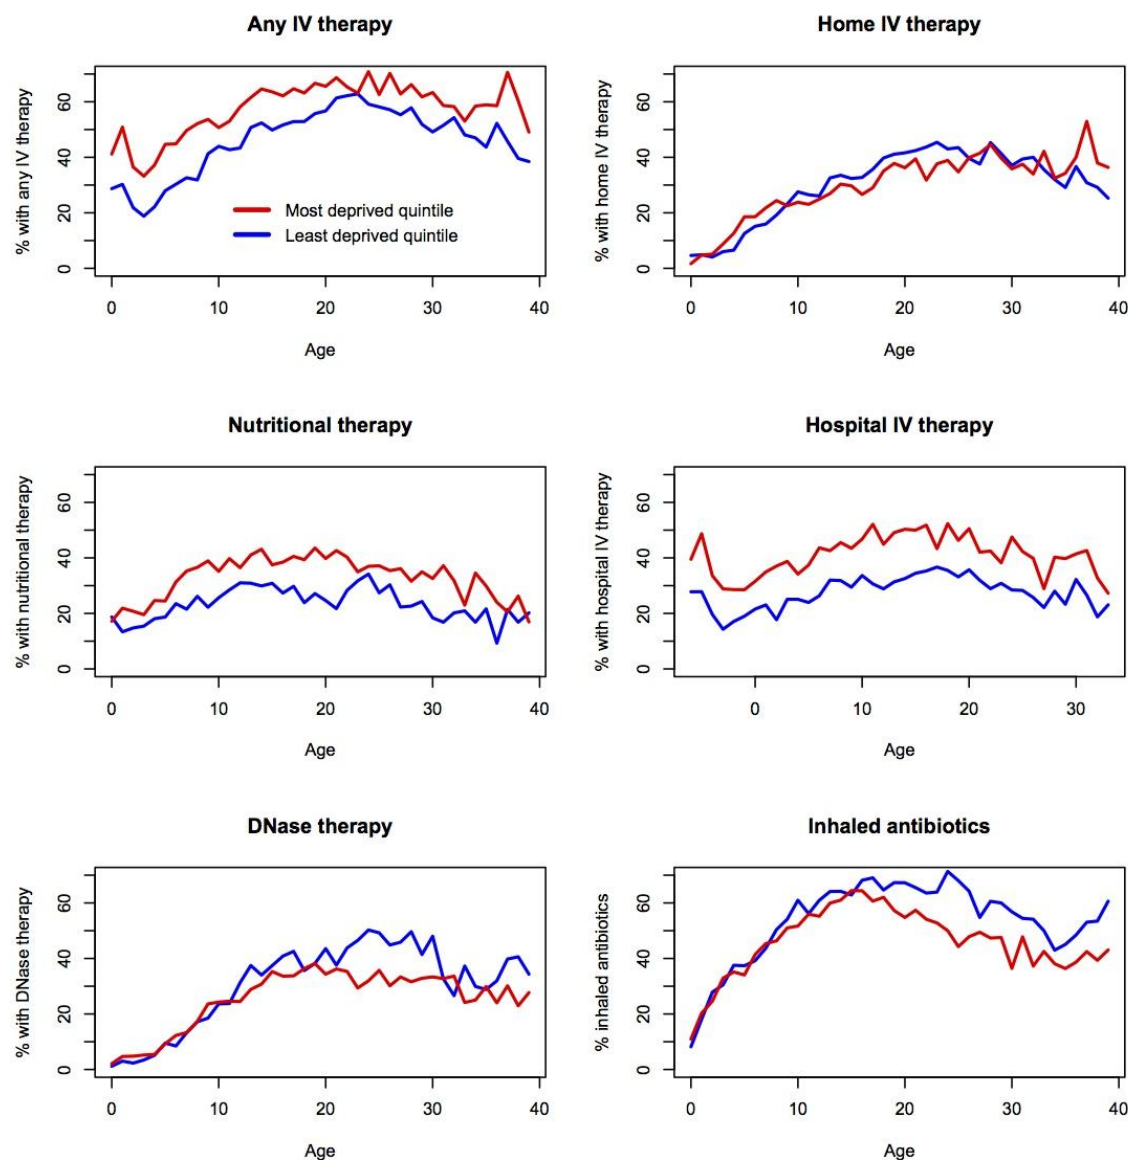 Any IV therapy
% with any IV therapy
60
40
20
0
Most deprived quintile
Least deprived quintile
0 10 20 30 40
Age
Home IV therapy
% with home IV therapy
60
40
20
0
0 10 20 30 40
Age
Nutritional therapy
% with nutritional therapy
60
40
20
0
0 10 20 30 40
Age
Hospital IV therapy
% with hospital IV therapy
60
40
20
0
0 10 20 30
Age
DNase therapy
% with DNase therapy
60
40
20
0
0 10 20 30 40
Age
Inhaled antibiotics
% inhaled antibiotics
60
40
20
0
0 10 20 30 40
Age